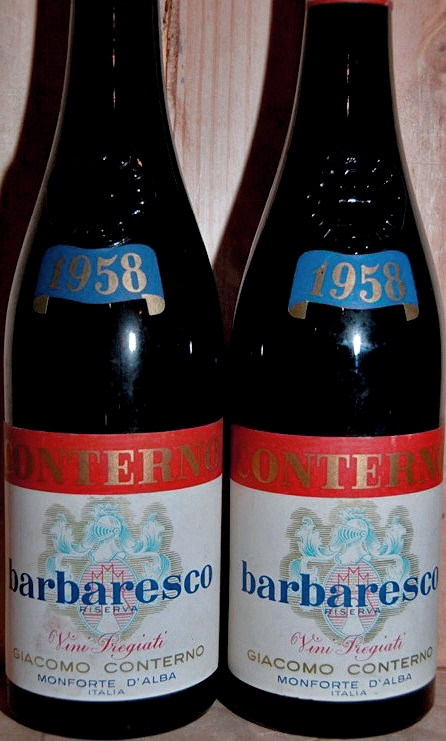 1958
CONTERNO
barbaresco
RISERVA
Vini Pregiati
GIACOMO CONTERNO
MONFORTE D'ALBA
ITALIA
1958
CONTERNO
barbaresco
RISERVA
Vini Pregiati
GIACOMO CONTERNO
MONFORTE D'ALBA
ITALIA